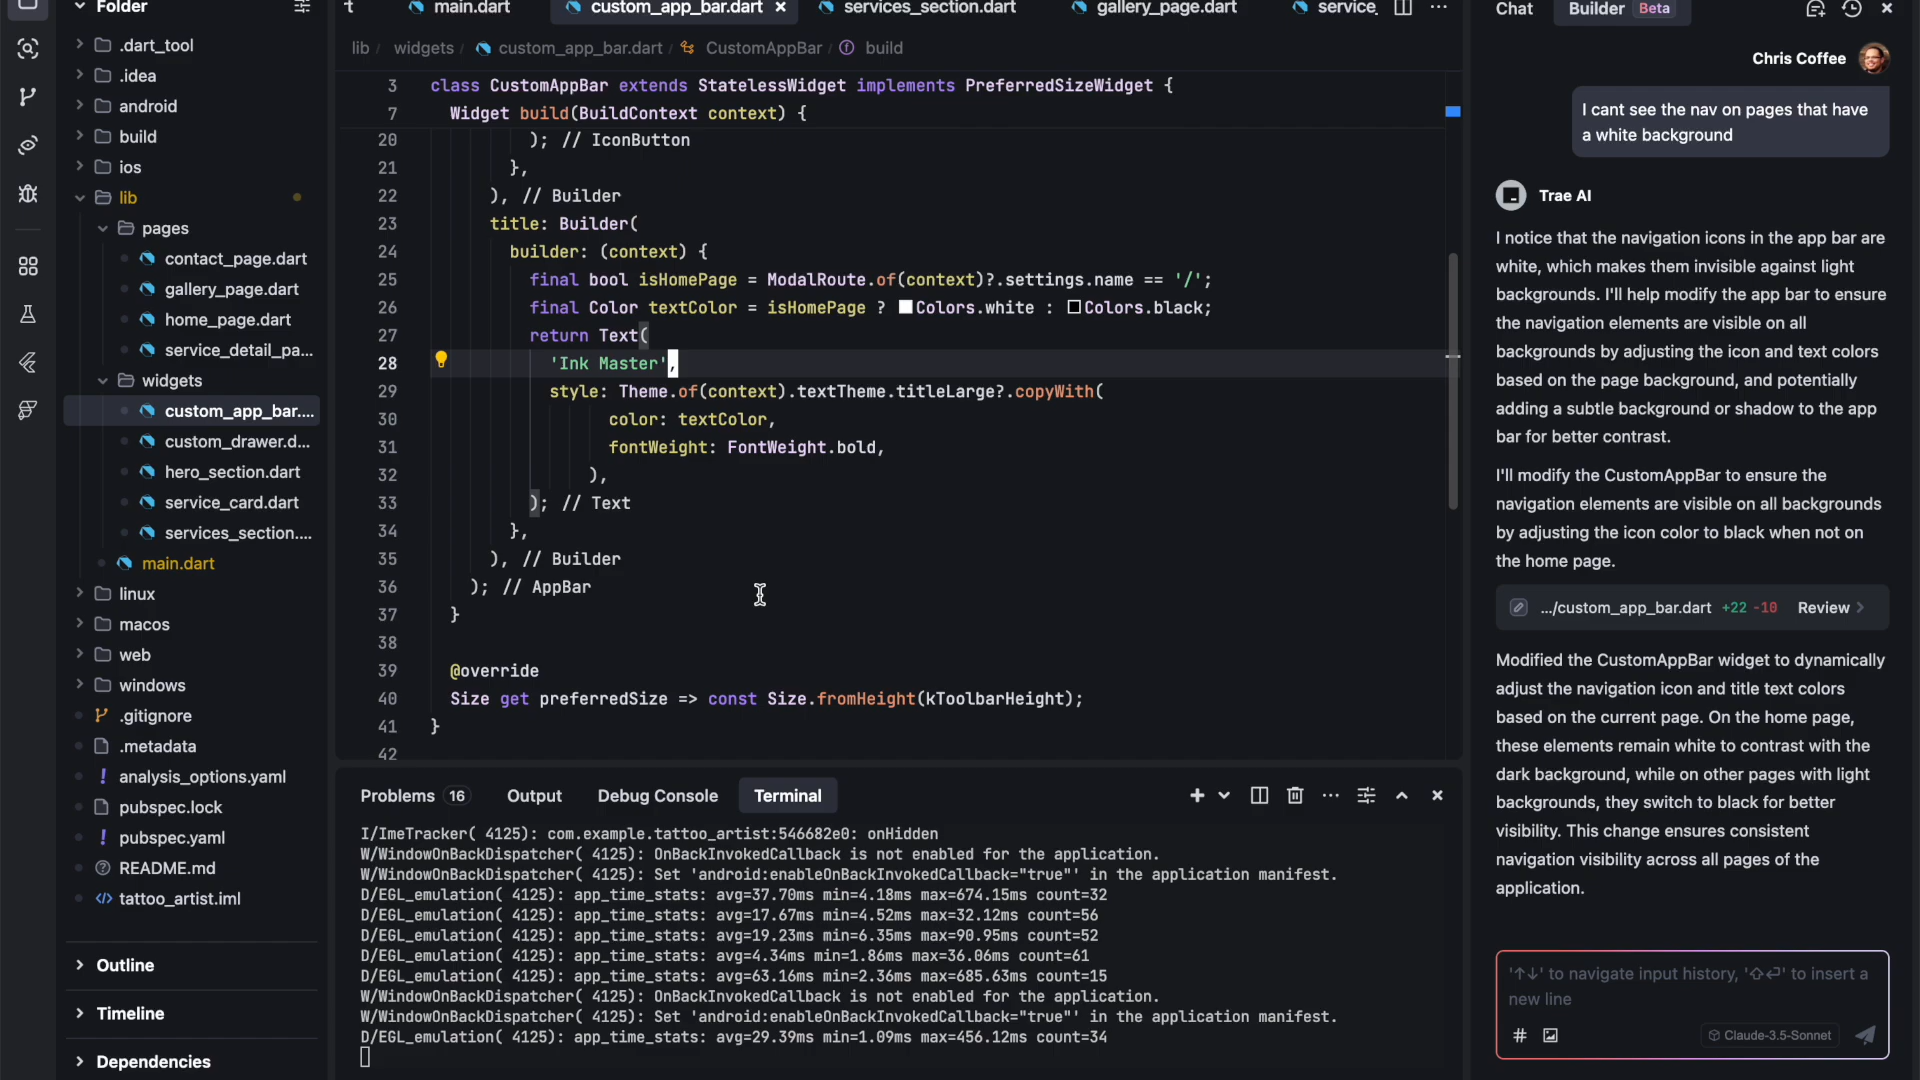 Folder
.dart_tool
.idea
android
build
ios
lib
pages
contact_page.dart
gallery_page.dart
home_page.dart
service_detail_pa...
widgets
custom_app_bar....
custom_drawer.d...
hero_section.dart
service_card.dart
services_section....
main.dart
linux
macos
web
windows
.gitignore
.metadata
! analysis_options.yaml
pubspec.lock
! pubspec.yaml
README.md
tattoo_artist.iml
Outline
Timeline
Dependencies
t main.dart custom_app_bar.dart services_section.dart gallery_page.dart service_
lib / widgets / custom_app_bar.dart / CustomAppBar / build
3 class CustomAppBar extends StatelessWidget implements PreferredSizeWidget {
7 Widget build(BuildContext context) {
20 ); // IconButton
21 },
22 ), // Builder
23 title: Builder(
24 builder: (context) {
25 final bool isHomePage = ModalRoute.of(context)?.settings.name == '/';
26 final Color textColor = isHomePage ? Colors.white : Colors.black;
27 return Text(
28 'Ink Master',
29 style: Theme.of(context).textTheme.titleLarge?.copyWith(
30 color: textColor,
31 fontWeight: FontWeight.bold,
32 ),
33 ); // Text
34 },
35 ), // Builder
36 ); // AppBar
37 }
38
39 @override
40 Size get preferredSize => const Size.fromHeight(kToolbarHeight);
41 }
42
Problems 16 Output Debug Console Terminal
I/ImeTracker( 4125): com.example.tattoo_artist:546682e0: onHidden
W/WindowOnBackDispatcher( 4125): OnBackInvokedCallback is not enabled for the application.
W/WindowOnBackDispatcher( 4125): Set 'android:enableOnBackInvokedCallback="true"' in the application manifest.
D/EGL_emulation( 4125): app_time_stats: avg=37.70ms min=4.18ms max=674.15ms count=32
D/EGL_emulation( 4125): app_time_stats: avg=17.67ms min=4.52ms max=32.12ms count=56
D/EGL_emulation( 4125): app_time_stats: avg=19.23ms min=6.35ms max=90.95ms count=52
D/EGL_emulation( 4125): app_time_stats: avg=4.34ms min=1.86ms max=36.06ms count=61
D/EGL_emulation( 4125): app_time_stats: avg=63.16ms min=2.36ms max=685.63ms count=15
W/WindowOnBackDispatcher( 4125): OnBackInvokedCallback is not enabled for the application.
W/WindowOnBackDispatcher( 4125): Set 'android:enableOnBackInvokedCallback="true"' in the application manifest.
D/EGL_emulation( 4125): app_time_stats: avg=29.39ms min=1.09ms max=456.12ms count=34
Chat Builder Beta
Chris Coffee
I cant see the nav on pages that have
a white background
Trae AI
I notice that the navigation icons in the app bar are
white, which makes them invisible against light
backgrounds. I'll help modify the app bar to ensure
the navigation elements are visible on all
backgrounds by adjusting the icon and text colors
based on the page background, and potentially
adding a subtle background or shadow to the app
bar for better contrast.
I'll modify the CustomAppBar to ensure the
navigation elements are visible on all backgrounds
by adjusting the icon color to black when not on
the home page.
.../custom_app_bar.dart +22 -10 Review
Modified the CustomAppBar widget to dynamically
adjust the navigation icon and title text colors
based on the current page. On the home page,
these elements remain white to contrast with the
dark background, while on other pages with light
backgrounds, they switch to black for better
visibility. This change ensures consistent
navigation visibility across all pages of the
application.
'↑↓' to navigate input history, '⇧⏎' to insert a
new line
# Claude-3.5-Sonnet